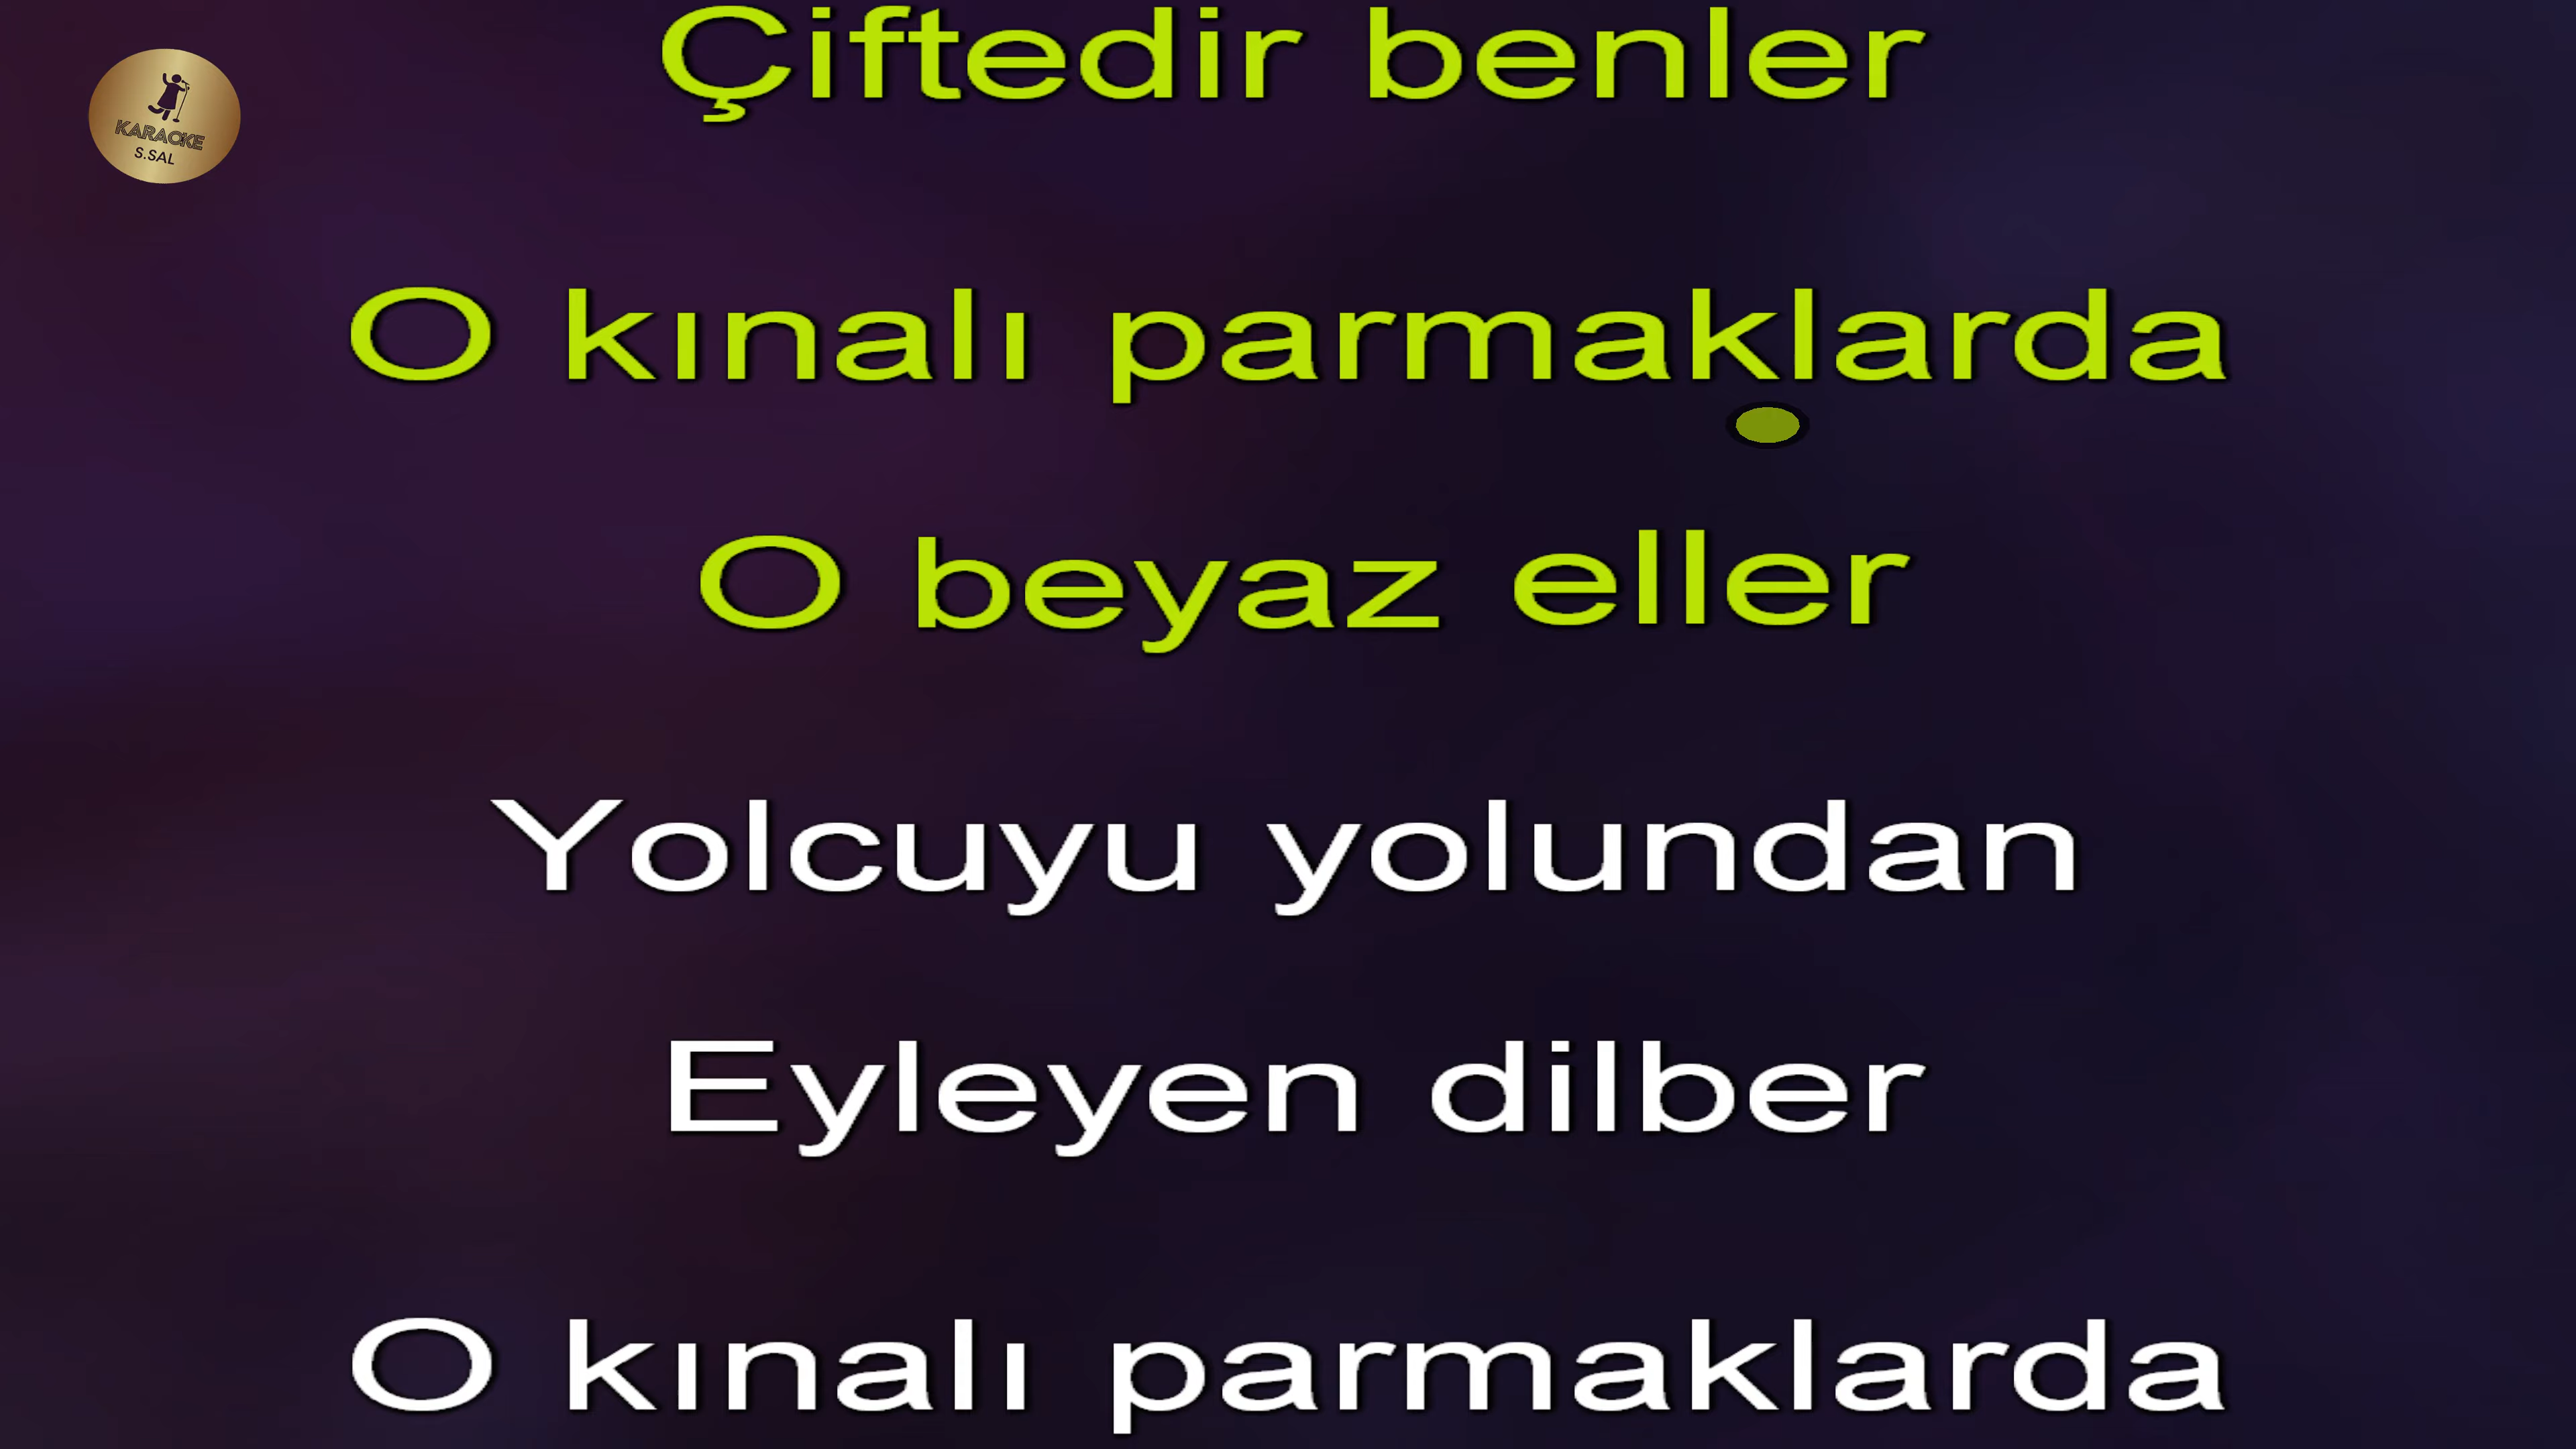 Çiftedir benler
KARAOKE
S.SAL
O kınalı parmaklarda
O beyaz eller
Yolcuyu yolundan
Eyleyen dilber
O kınalı parmaklarda